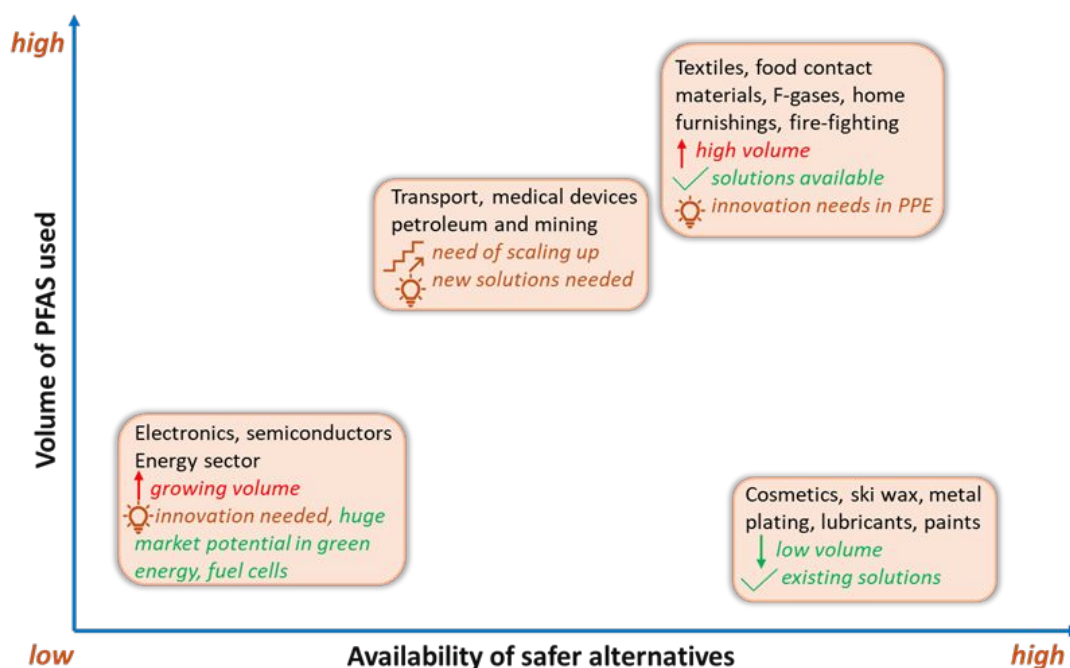 high
Volume of PFAS used
Textiles, food contact
materials, F-gases, home
furnishings, fire-fighting
high volume
solutions available
innovation needs in PPE
Transport, medical devices
petroleum and mining
need of scaling up
new solutions needed
Electronics, semiconductors
Energy sector
growing volume
innovation needed, huge
market potential in green
energy, fuel cells
Cosmetics, ski wax, metal
plating, lubricants, paints
low volume
existing solutions
low
Availability of safer alternatives
high